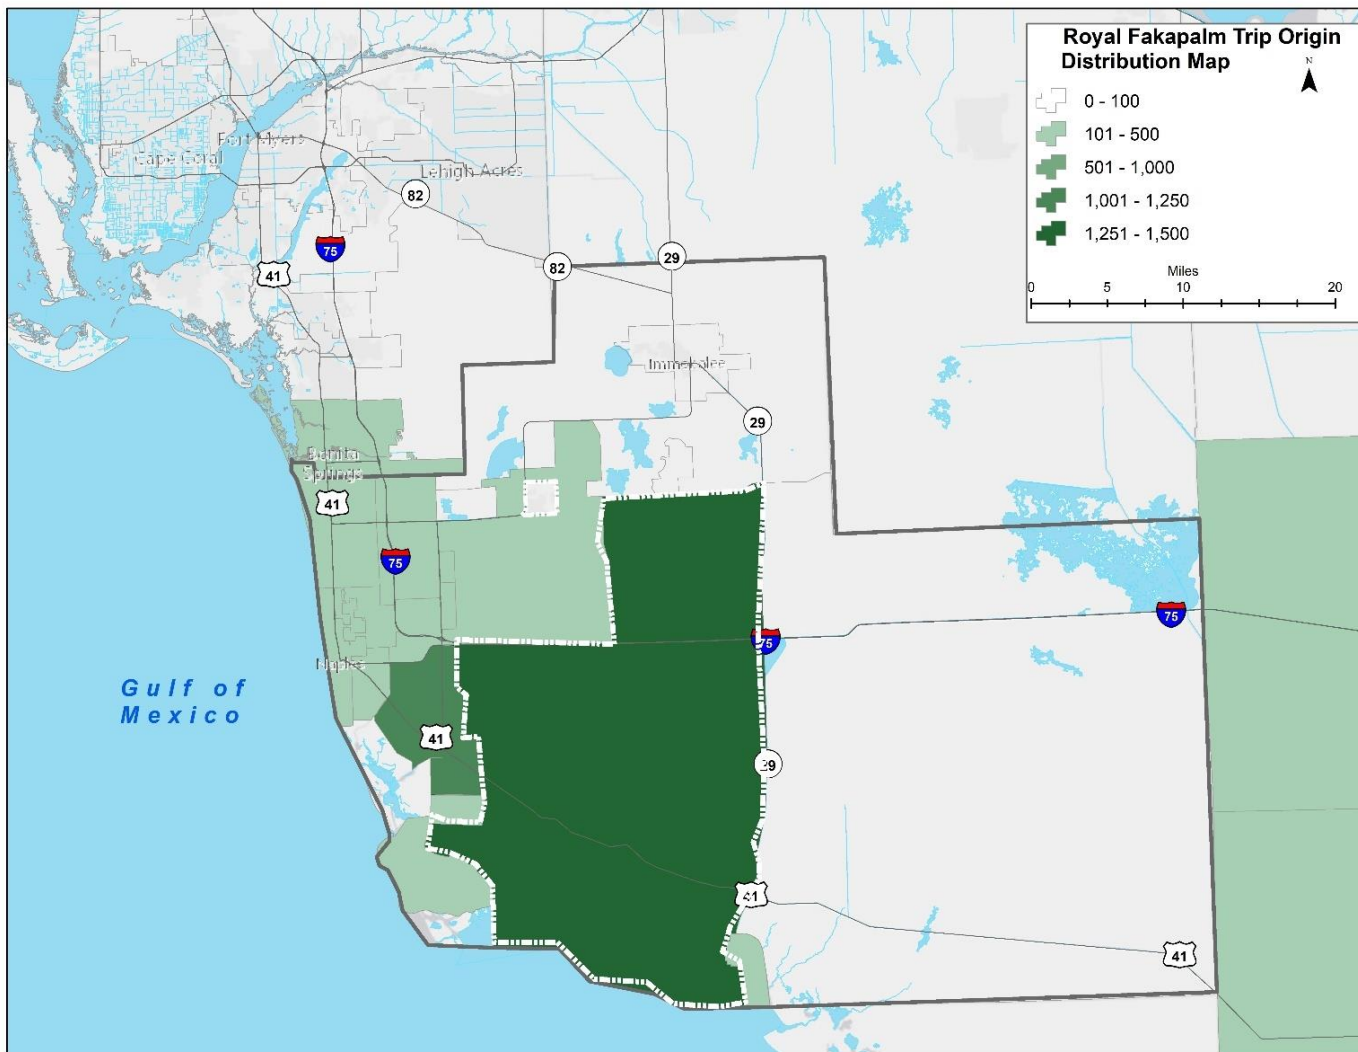 Royal Fakapalm Trip Origin
Distribution Map
N
0 - 100
101 - 500
501 - 1,000
1,001 - 1,250
1,251 - 1,500
Miles
0 5 10 20
Fort Myers
Cape Coral
Lehigh Acres
82
75
41
82
29
Immokalee
29
Bonita
Springs
41
75
75
75
Naples
Gulf of
Mexico
41
29
41
41